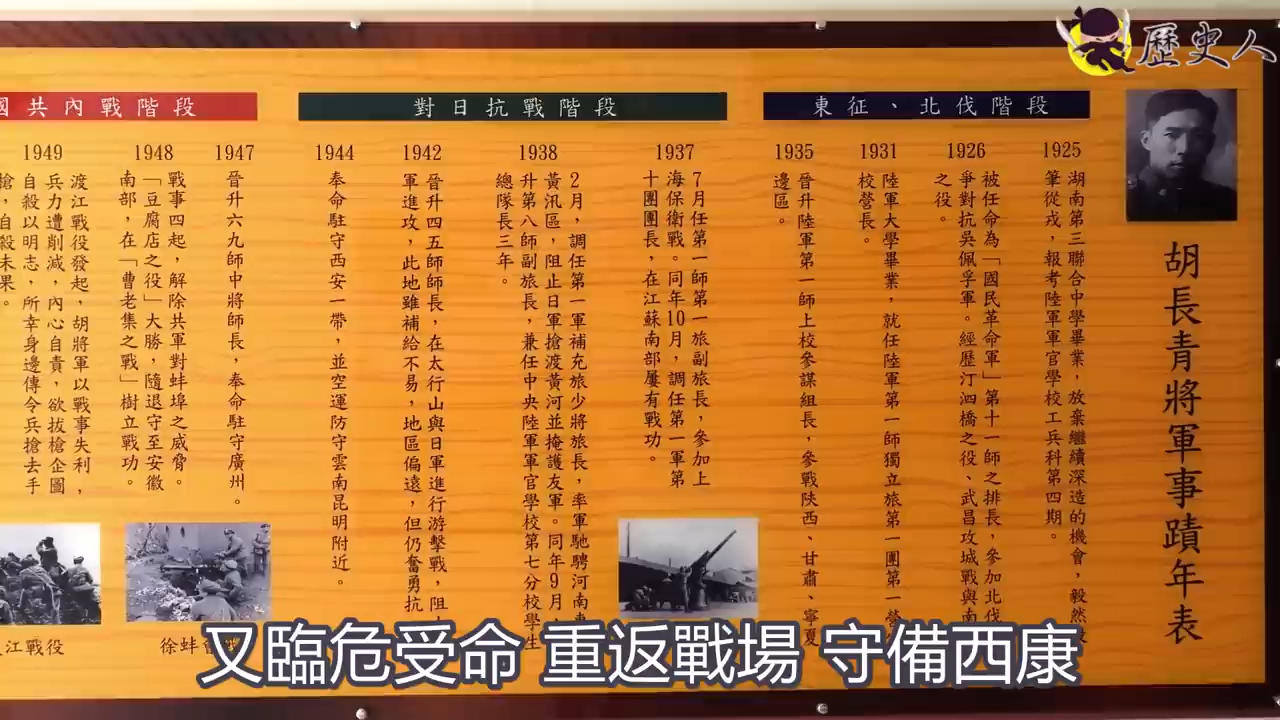 歷史人
胡長青將軍事蹟年表
東征、北伐階段
1925
湖南第三聯合中學畢業，放棄繼續深造的機會，毅然
筆從戎，報考陸軍軍官學校工兵科第四期。
1926
被任命為「國民革命軍」第十一師之排長，參加北伐
爭對抗吳佩孚軍。經歷汀泗橋之役、武昌攻城戰與南
之役。
1931
陸軍大學畢業，就任陸軍第一師獨立旅第一團第一營
校營長。
1935
晉升陸軍第一師上校參謀組長，參戰陝西、甘肅、寧夏
邊區。
對日抗戰階段
1937
7月任第一師第一旅副旅長，參加上
海保衛戰。同年10月，調任第一軍第
十團團長，在江蘇南部屢有戰功。
1938
2月，調任第一軍補充旅少將旅長，率軍馳騁河南
黃汛區，阻止日軍搶渡黃河並掩護友軍。同年9月
升第八師副旅長，兼任中央陸軍軍官學校第七分校學生
總隊長三年。
1942
晉升四五師師長，在太行山與日軍進行游擊戰，阻
軍進攻，此地雖補給不易，地區偏遠，但仍奮勇抗
1944
奉命駐守西安一帶，並空運防守雲南昆明附近。
國共內戰階段
1947
晉升六九師中將師長，奉命駐守廣州。
1948
戰事四起，解除共軍對蚌埠之威脅。
「豆腐店之役」大勝，隨退守至安徽
南部，在「曹老集之戰」樹立戰功。
1949
渡江戰役發起，胡將軍以戰事失利，
兵力遭削減，內心自責，欲拔槍企圖
自殺以明志，所幸身邊傳令兵搶去手
槍，自殺未果。
徐蚌會
江戰役
又臨危受命 重返戰場 守備西康